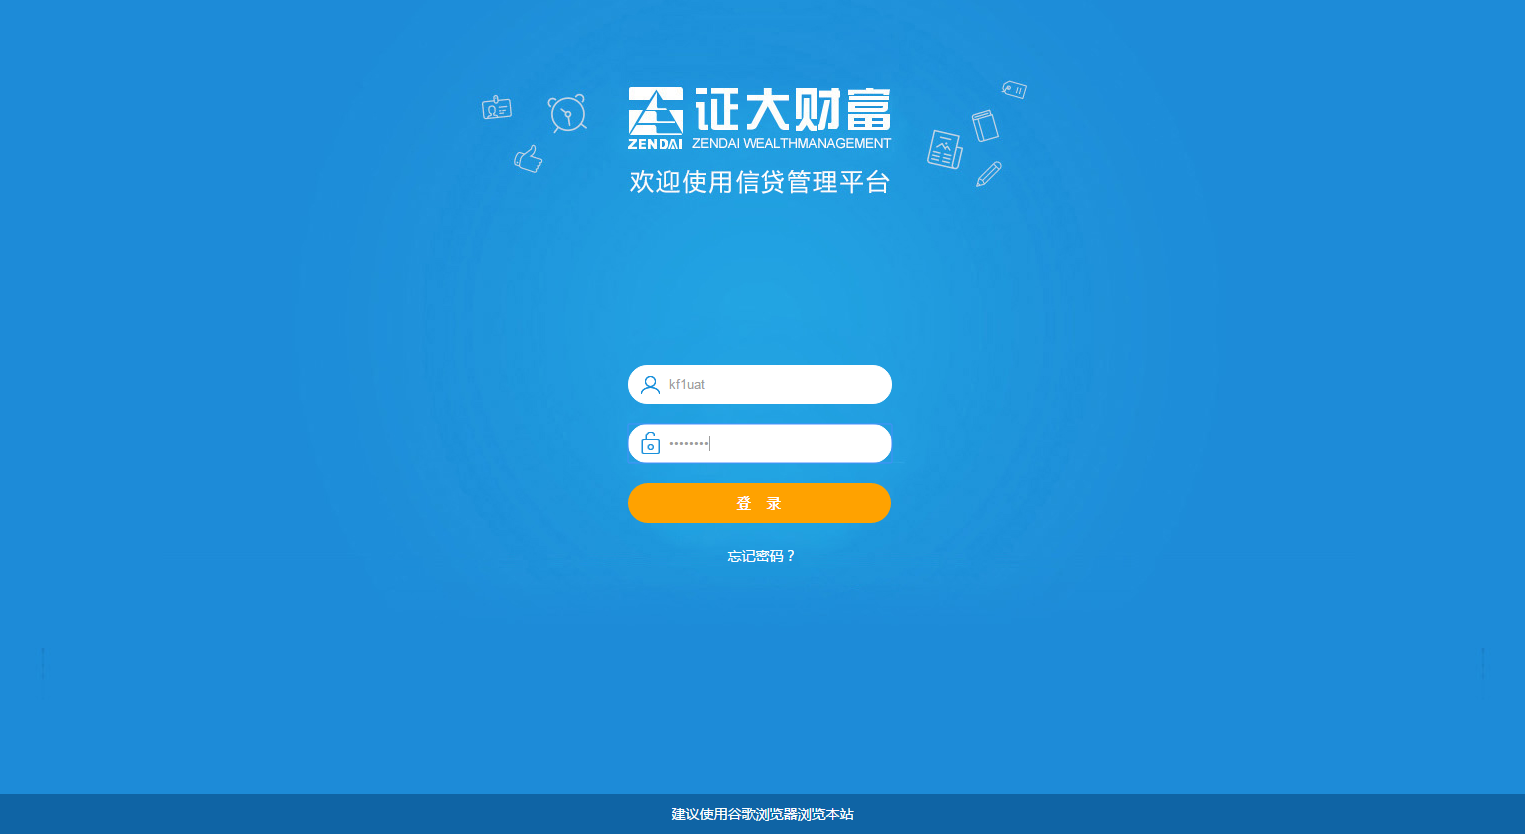 证大财富
ZENDAI
ZENDAI WEALTHMANAGEMENT
欢迎使用信贷管理平台
kf1uat
••••••••
登 录
忘记密码？
建议使用谷歌浏览器浏览本站